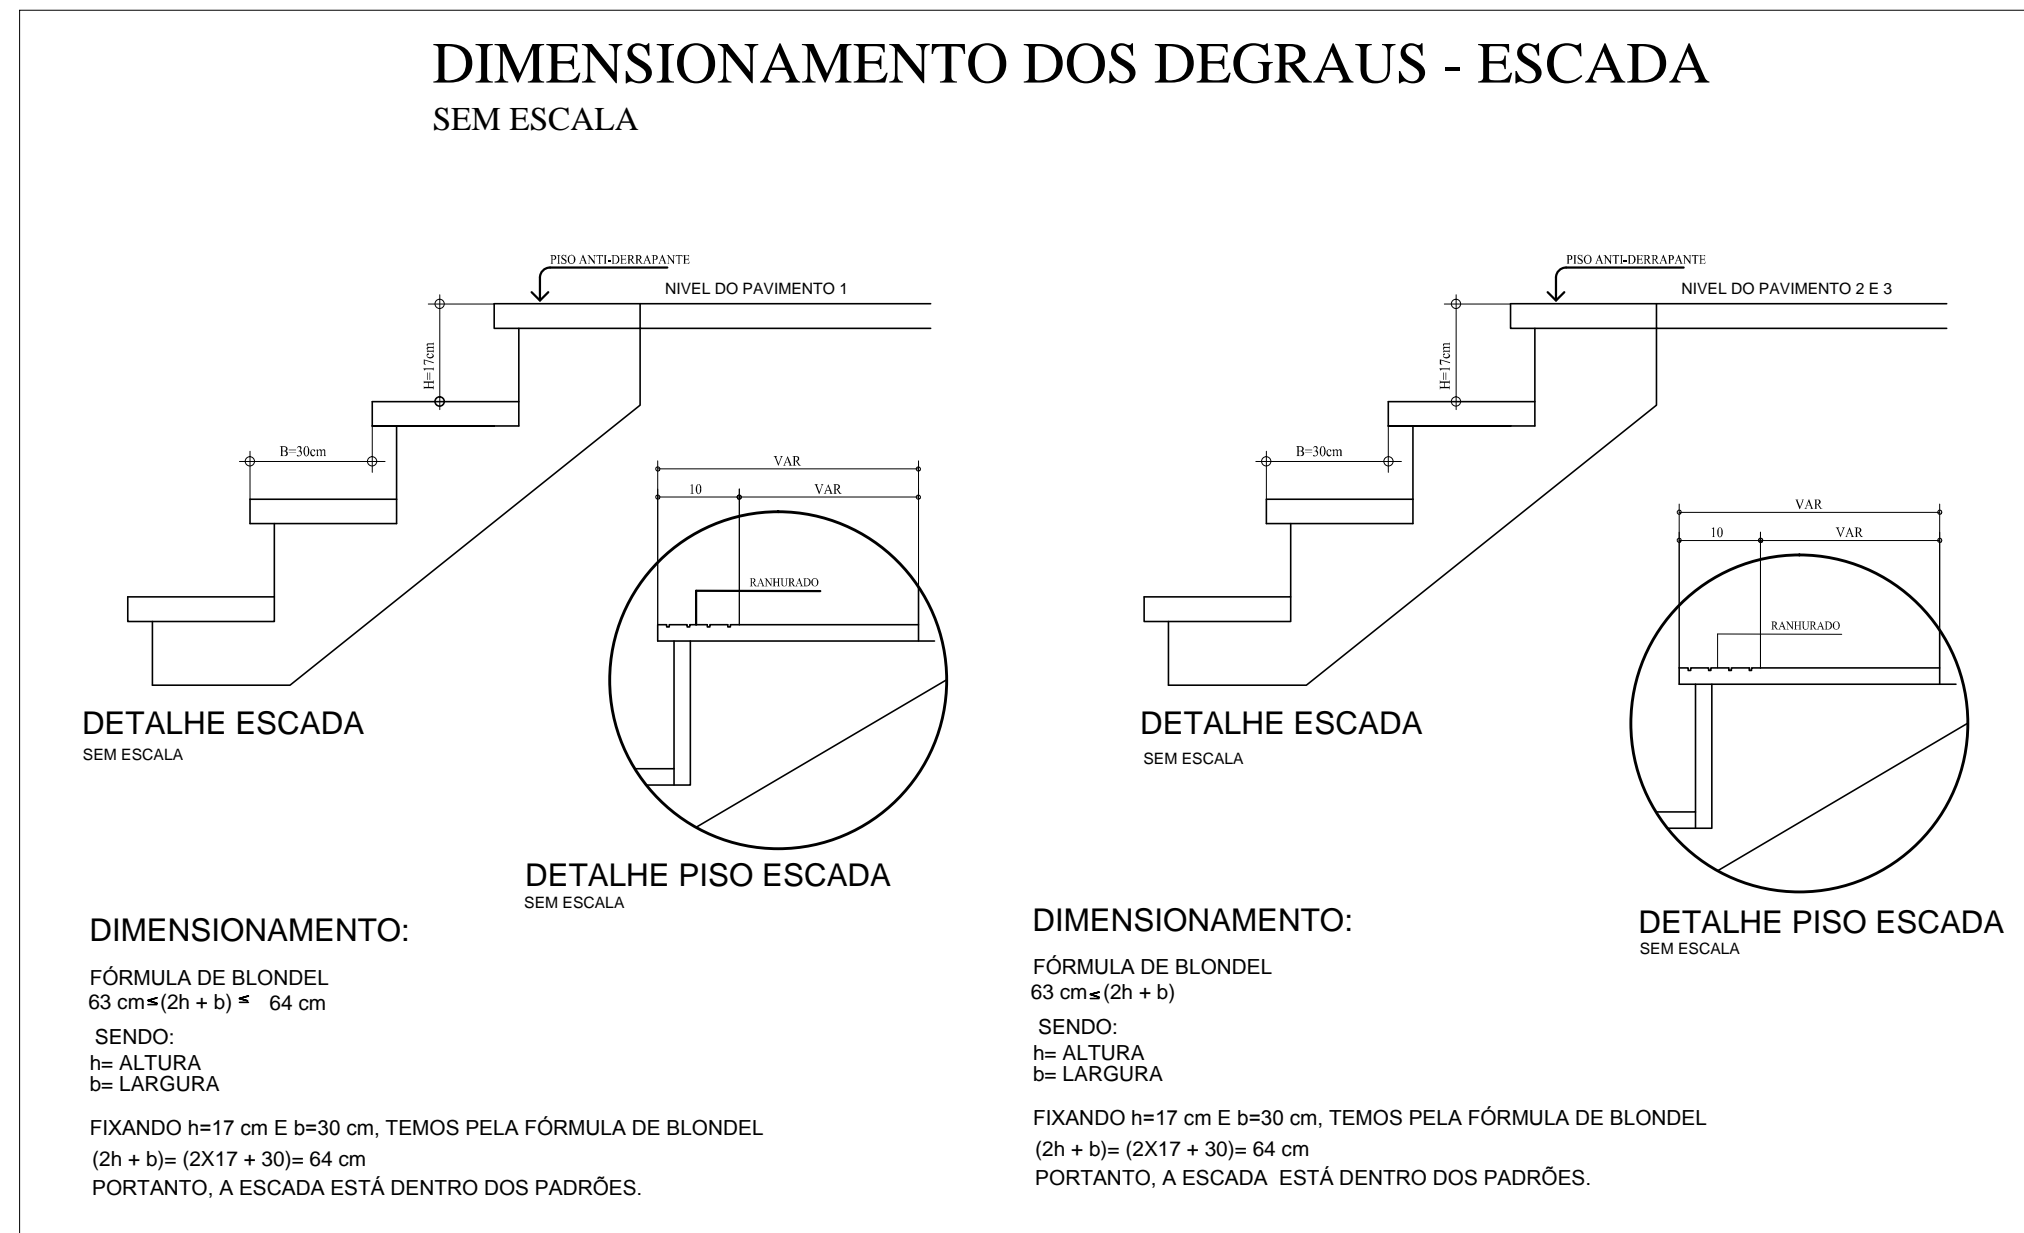 DIMENSIONAMENTO DOS DEGRAUS - ESCADA
SEM ESCALA
PISO ANTI-DERRAPANTE
NIVEL DO PAVIMENTO 1
H=17cm
B=30cm
VAR
10
VAR
RANHURADO
DETALHE ESCADA
SEM ESCALA
DETALHE PISO ESCADA
SEM ESCALA
DIMENSIONAMENTO:
FÓRMULA DE BLONDEL
63 cm≤(2h + b) ≤ 64 cm
SENDO:
h= ALTURA
b= LARGURA
FIXANDO h=17 cm E b=30 cm, TEMOS PELA FÓRMULA DE BLONDEL
(2h + b)= (2X17 + 30)= 64 cm
PORTANTO, A ESCADA ESTÁ DENTRO DOS PADRÕES.
PISO ANTI-DERRAPANTE
NIVEL DO PAVIMENTO 2 E 3
H=17cm
B=30cm
VAR
10
VAR
RANHURADO
DETALHE ESCADA
SEM ESCALA
DETALHE PISO ESCADA
SEM ESCALA
DIMENSIONAMENTO:
FÓRMULA DE BLONDEL
63 cm≤(2h + b)
SENDO:
h= ALTURA
b= LARGURA
FIXANDO h=17 cm E b=30 cm, TEMOS PELA FÓRMULA DE BLONDEL
(2h + b)= (2X17 + 30)= 64 cm
PORTANTO, A ESCADA ESTÁ DENTRO DOS PADRÕES.